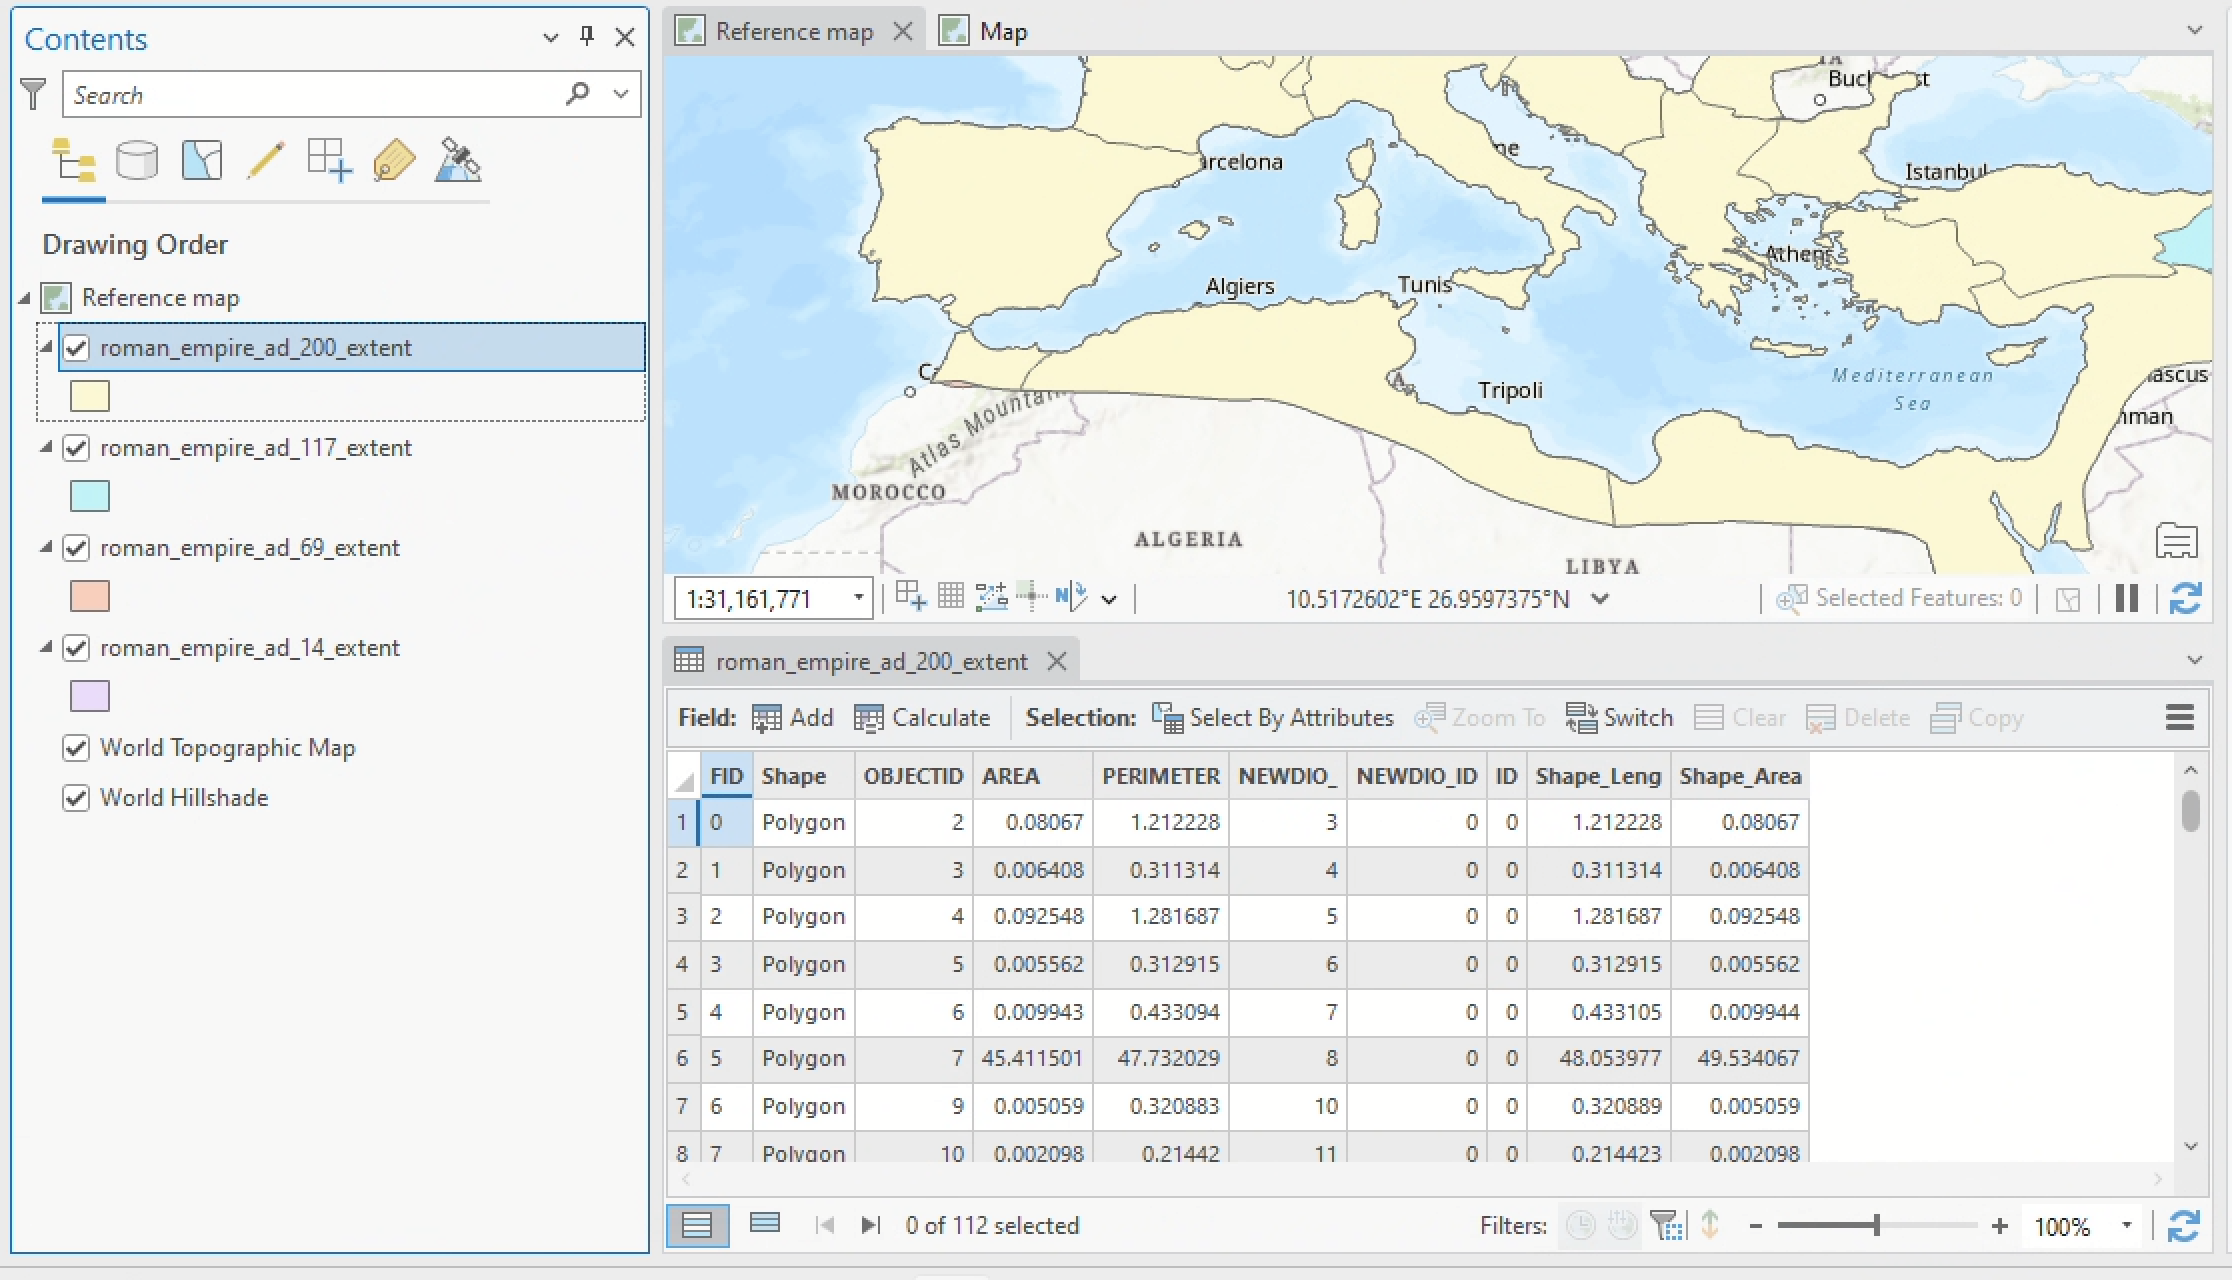 Contents
Search
Drawing Order
Reference map
roman_empire_ad_200_extent
roman_empire_ad_117_extent
roman_empire_ad_69_extent
roman_empire_ad_14_extent
World Topographic Map
World Hillshade
Reference map Map
Istanbul
Athens
Algiers
Tunis
Tripoli
Mediterranean
Sea
Atlas
MOROCCO
ALGERIA
LIBYA
1:31,161,771 N 10.5172602°E 26.9597375°N Selected Features: 0
roman_empire_ad_200_extent
Field: Add Calculate Selection: Select By Attributes Zoom To Switch Clear Delete Copy
FID Shape OBJECTID AREA PERIMETER NEWDIO_ NEWDIO_ID ID Shape_Leng Shape_Area
1 0 Polygon 2 0.08067 1.212228 3 0 0 1.212228 0.08067
2 1 Polygon 3 0.006408 0.311314 4 0 0 0.311314 0.006408
3 2 Polygon 4 0.092548 1.281687 5 0 0 1.281687 0.092548
4 3 Polygon 5 0.005562 0.312915 6 0 0 0.312915 0.005562
5 4 Polygon 6 0.009943 0.433094 7 0 0 0.433105 0.009944
6 5 Polygon 7 45.411501 47.732029 8 0 0 48.053977 49.534067
7 6 Polygon 9 0.005059 0.320883 10 0 0 0.320889 0.005059
8 7 Polygon 10 0.002098 0.21442 11 0 0 0.214423 0.002098
0 of 112 selected Filters: 100%